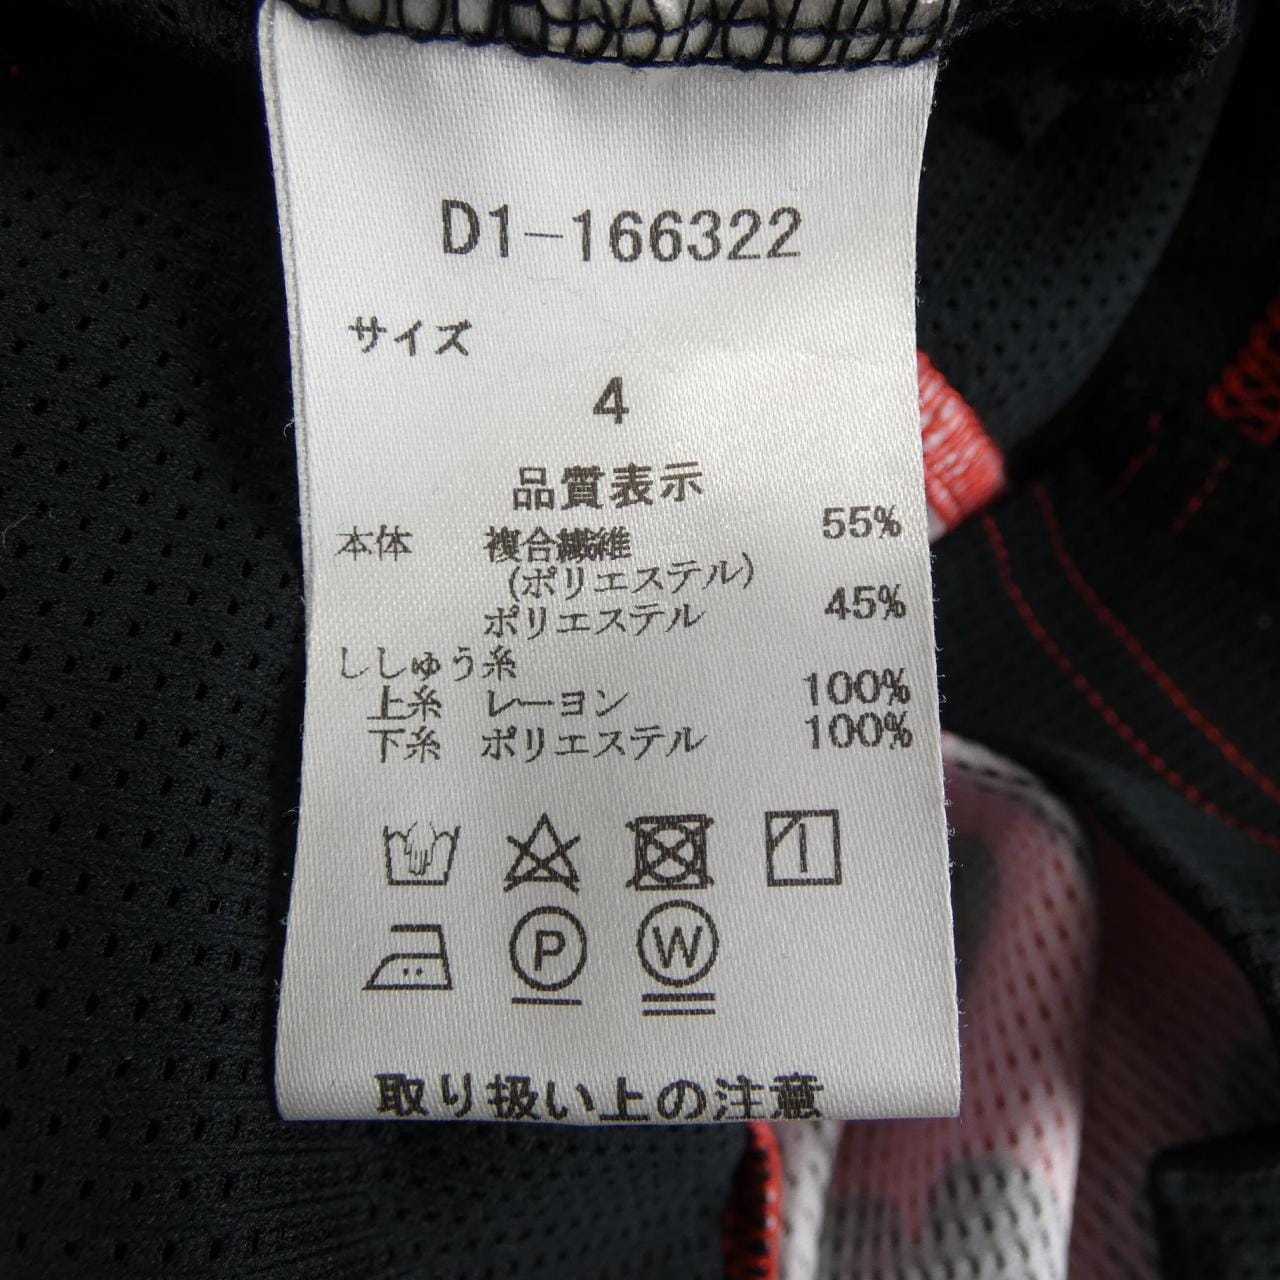 D1-166322
サイズ
4
品質表示
本体 複合繊維 55%
(ポリエステル)
ポリエステル 45%
ししゅう糸
上糸 レーヨン 100%
下糸 ポリエステル 100%
P W
取り扱い上の注意